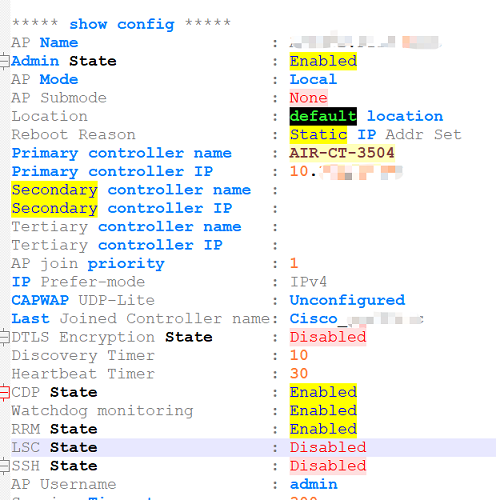 ***** show config *****
AP Name :
Admin State : Enabled
AP Mode : Local
AP Submode : None
Location : default location
Reboot Reason : Static IP Addr Set
Primary controller name : AIR-CT-3504
Primary controller IP : 10.
Secondary controller name :
Secondary controller IP :
Tertiary controller name :
Tertiary controller IP :
AP join priority : 1
IP Prefer-mode : IPv4
CAPWAP UDP-Lite : Unconfigured
Last Joined Controller name: Cisco_
DTLS Encryption State : Disabled
Discovery Timer : 10
Heartbeat Timer : 30
CDP State : Enabled
Watchdog monitoring : Enabled
RRM State : Enabled
LSC State : Disabled
SSH State : Disabled
AP Username : admin